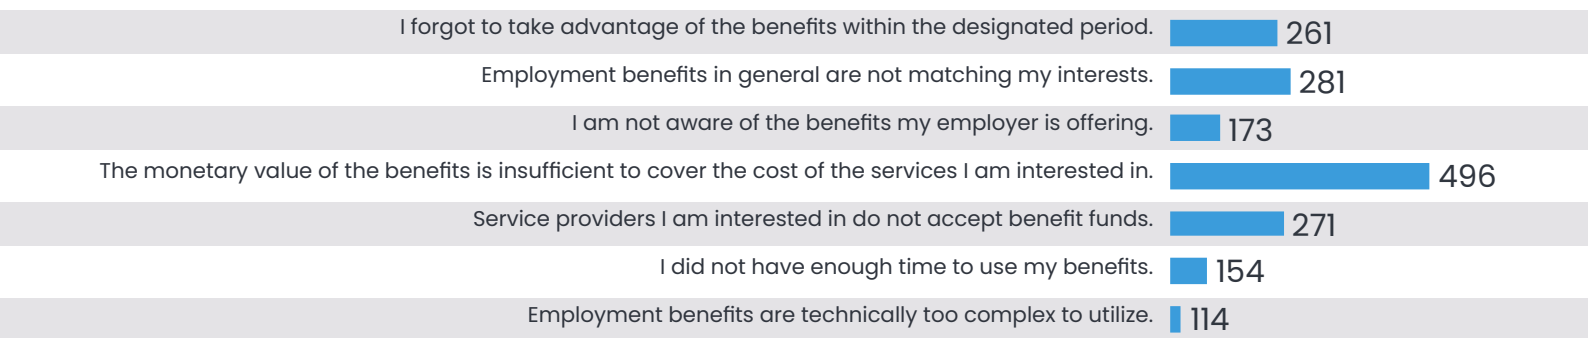 I forgot to take advantage of the benefits within the designated period. 261
Employment benefits in general are not matching my interests. 281
I am not aware of the benefits my employer is offering. 173
The monetary value of the benefits is insufficient to cover the cost of the services I am interested in. 496
Service providers I am interested in do not accept benefit funds. 271
I did not have enough time to use my benefits. 154
Employment benefits are technically too complex to utilize. 114